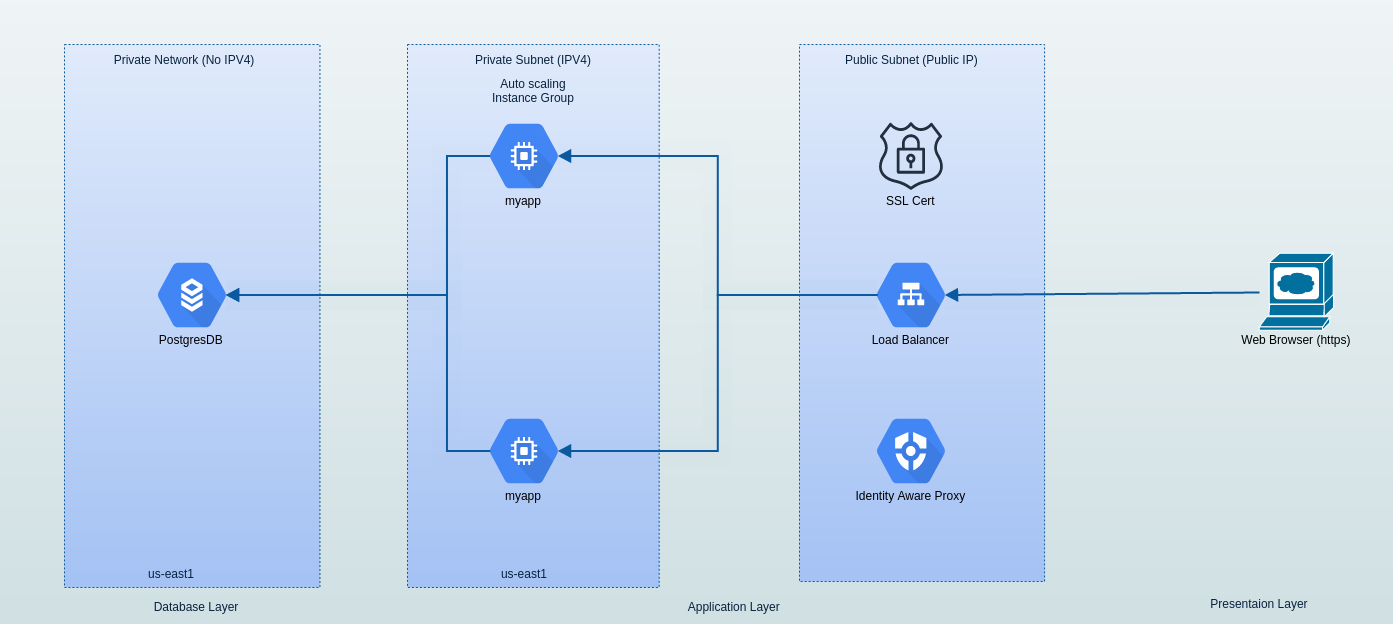 Private Network (No IPV4)
Private Subnet (IPV4)
Public Subnet (Public IP)
Auto scaling
Instance Group
myapp
SSL Cert
PostgresDB
Load Balancer
Web Browser (https)
myapp
Identity Aware Proxy
us-east1
us-east1
Database Layer
Application Layer
Presentaion Layer